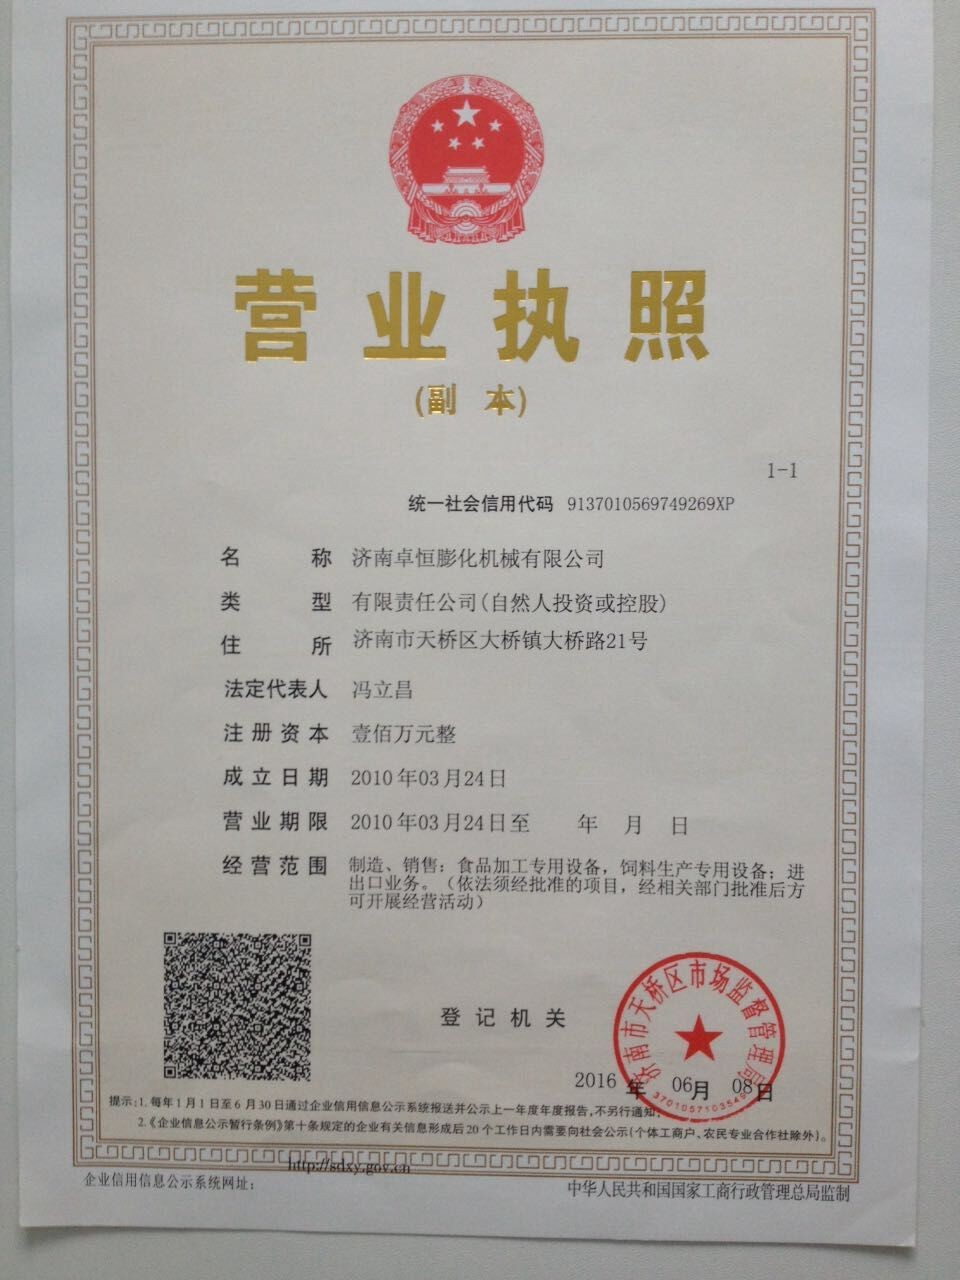 营业执照
(副 本)
1-1
统一社会信用代码 9137010569749269XP
名 称 济南卓恒膨化机械有限公司
类 型 有限责任公司(自然人投资或控股)
住 所 济南市天桥区大桥镇大桥路21号
法定代表人 冯立昌
注册资本 壹佰万元整
成立日期 2010年03月24日
营业期限 2010年03月24日至 年 月 日
经营范围 制造、销售：食品加工专用设备，饲料生产专用设备；进
出口业务。（依法须经批准的项目，经相关部门批准后方
可开展经营活动）
登记机关
济南市天桥区市场监督管理局
3701057103549
2016 年 06月 08日
提示：1. 每年1月1日至6月30日通过企业信用信息公示系统报送并公示上一年度年度报告，不另行通知；
2.《企业信息公示暂行条例》第十条规定的企业有关信息形成后20个工作日内需要向社会公示（个体工商户、农民专业合作社除外）。
http://sdxy.gov.cn
企业信用信息公示系统网址：
中华人民共和国国家工商行政管理总局监制